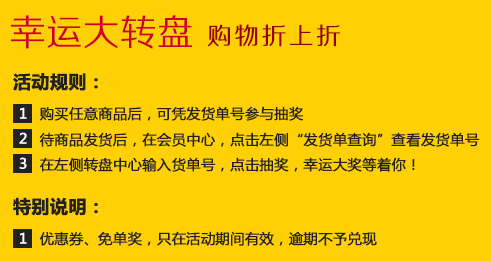 幸运大转盘 购物折上折
活动规则：
1 购买任意商品后，可凭发货单号参与抽奖
2 待商品发货后，在会员中心，点击左侧“发货单查询”查看发货单号
3 在左侧转盘中心输入货单号，点击抽奖，幸运大奖等着你！
特别说明：
1 优惠券、免单奖，只在活动期间有效，逾期不予兑现